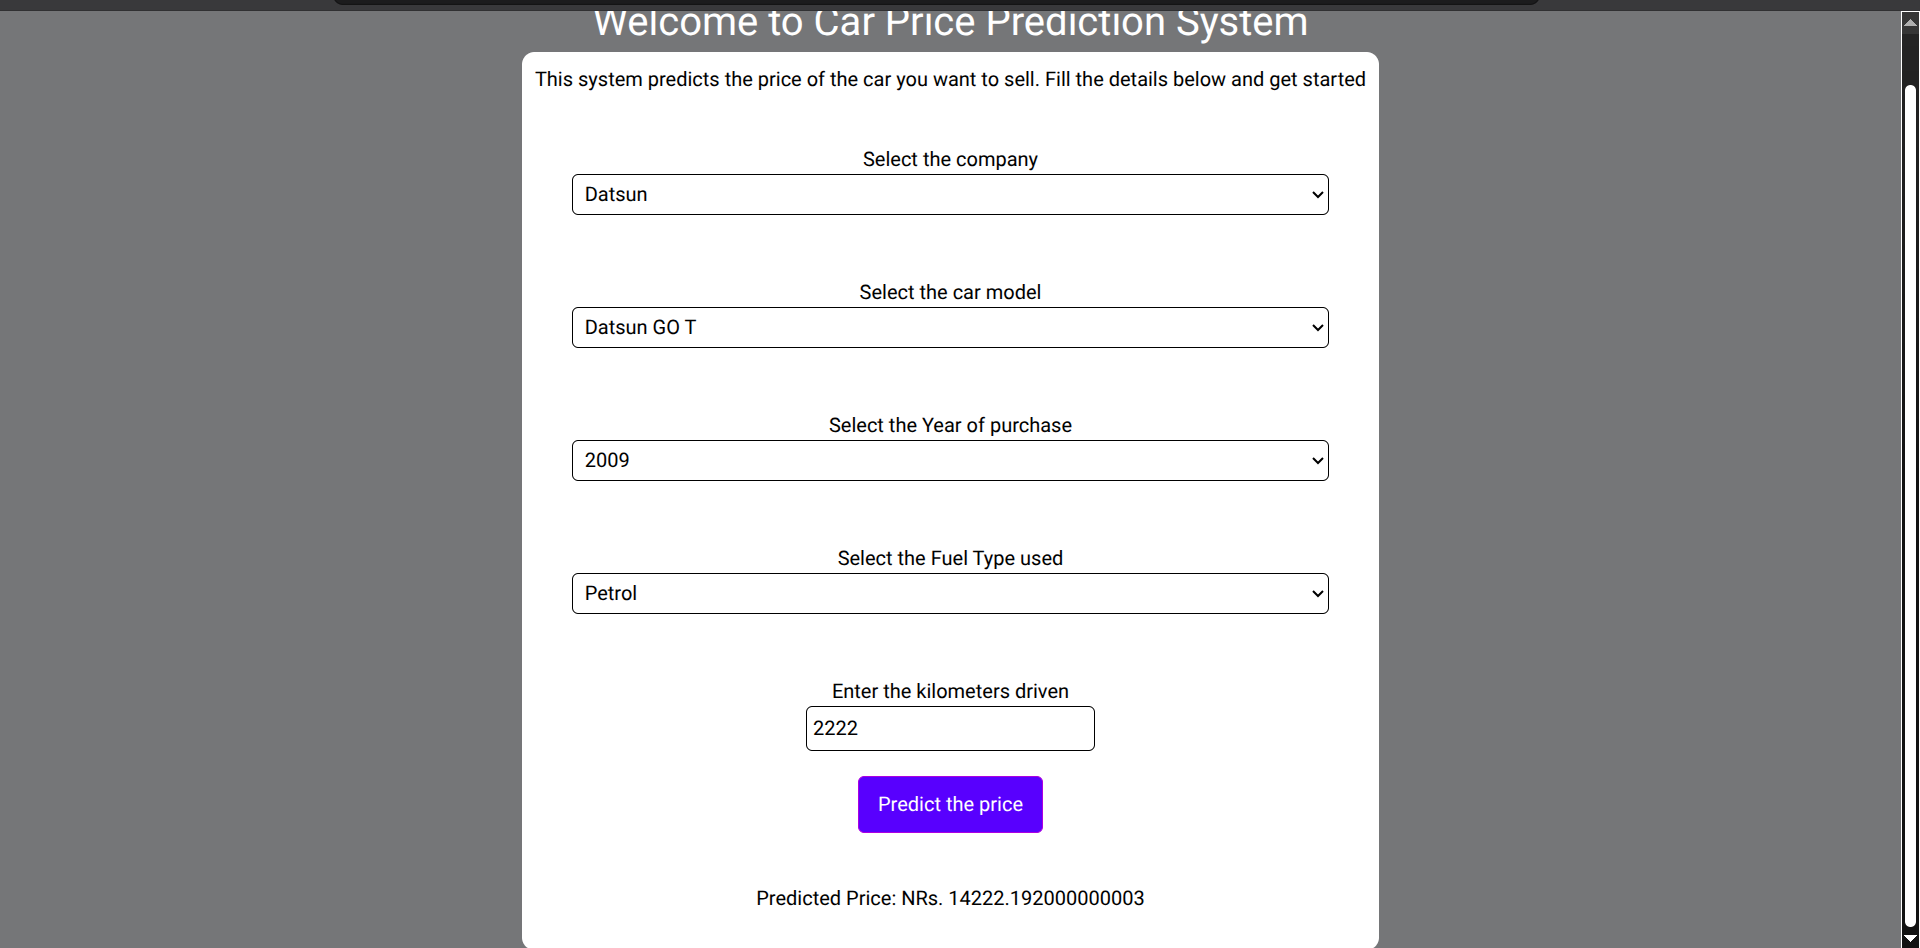 Welcome to Car Price Prediction System
This system predicts the price of the car you want to sell. Fill the details below and get started
Select the company
Datsun
Select the car model
Datsun GO T
Select the Year of purchase
2009
Select the Fuel Type used
Petrol
Enter the kilometers driven
2222
Predict the price
Predicted Price: NRs. 14222.192000000003